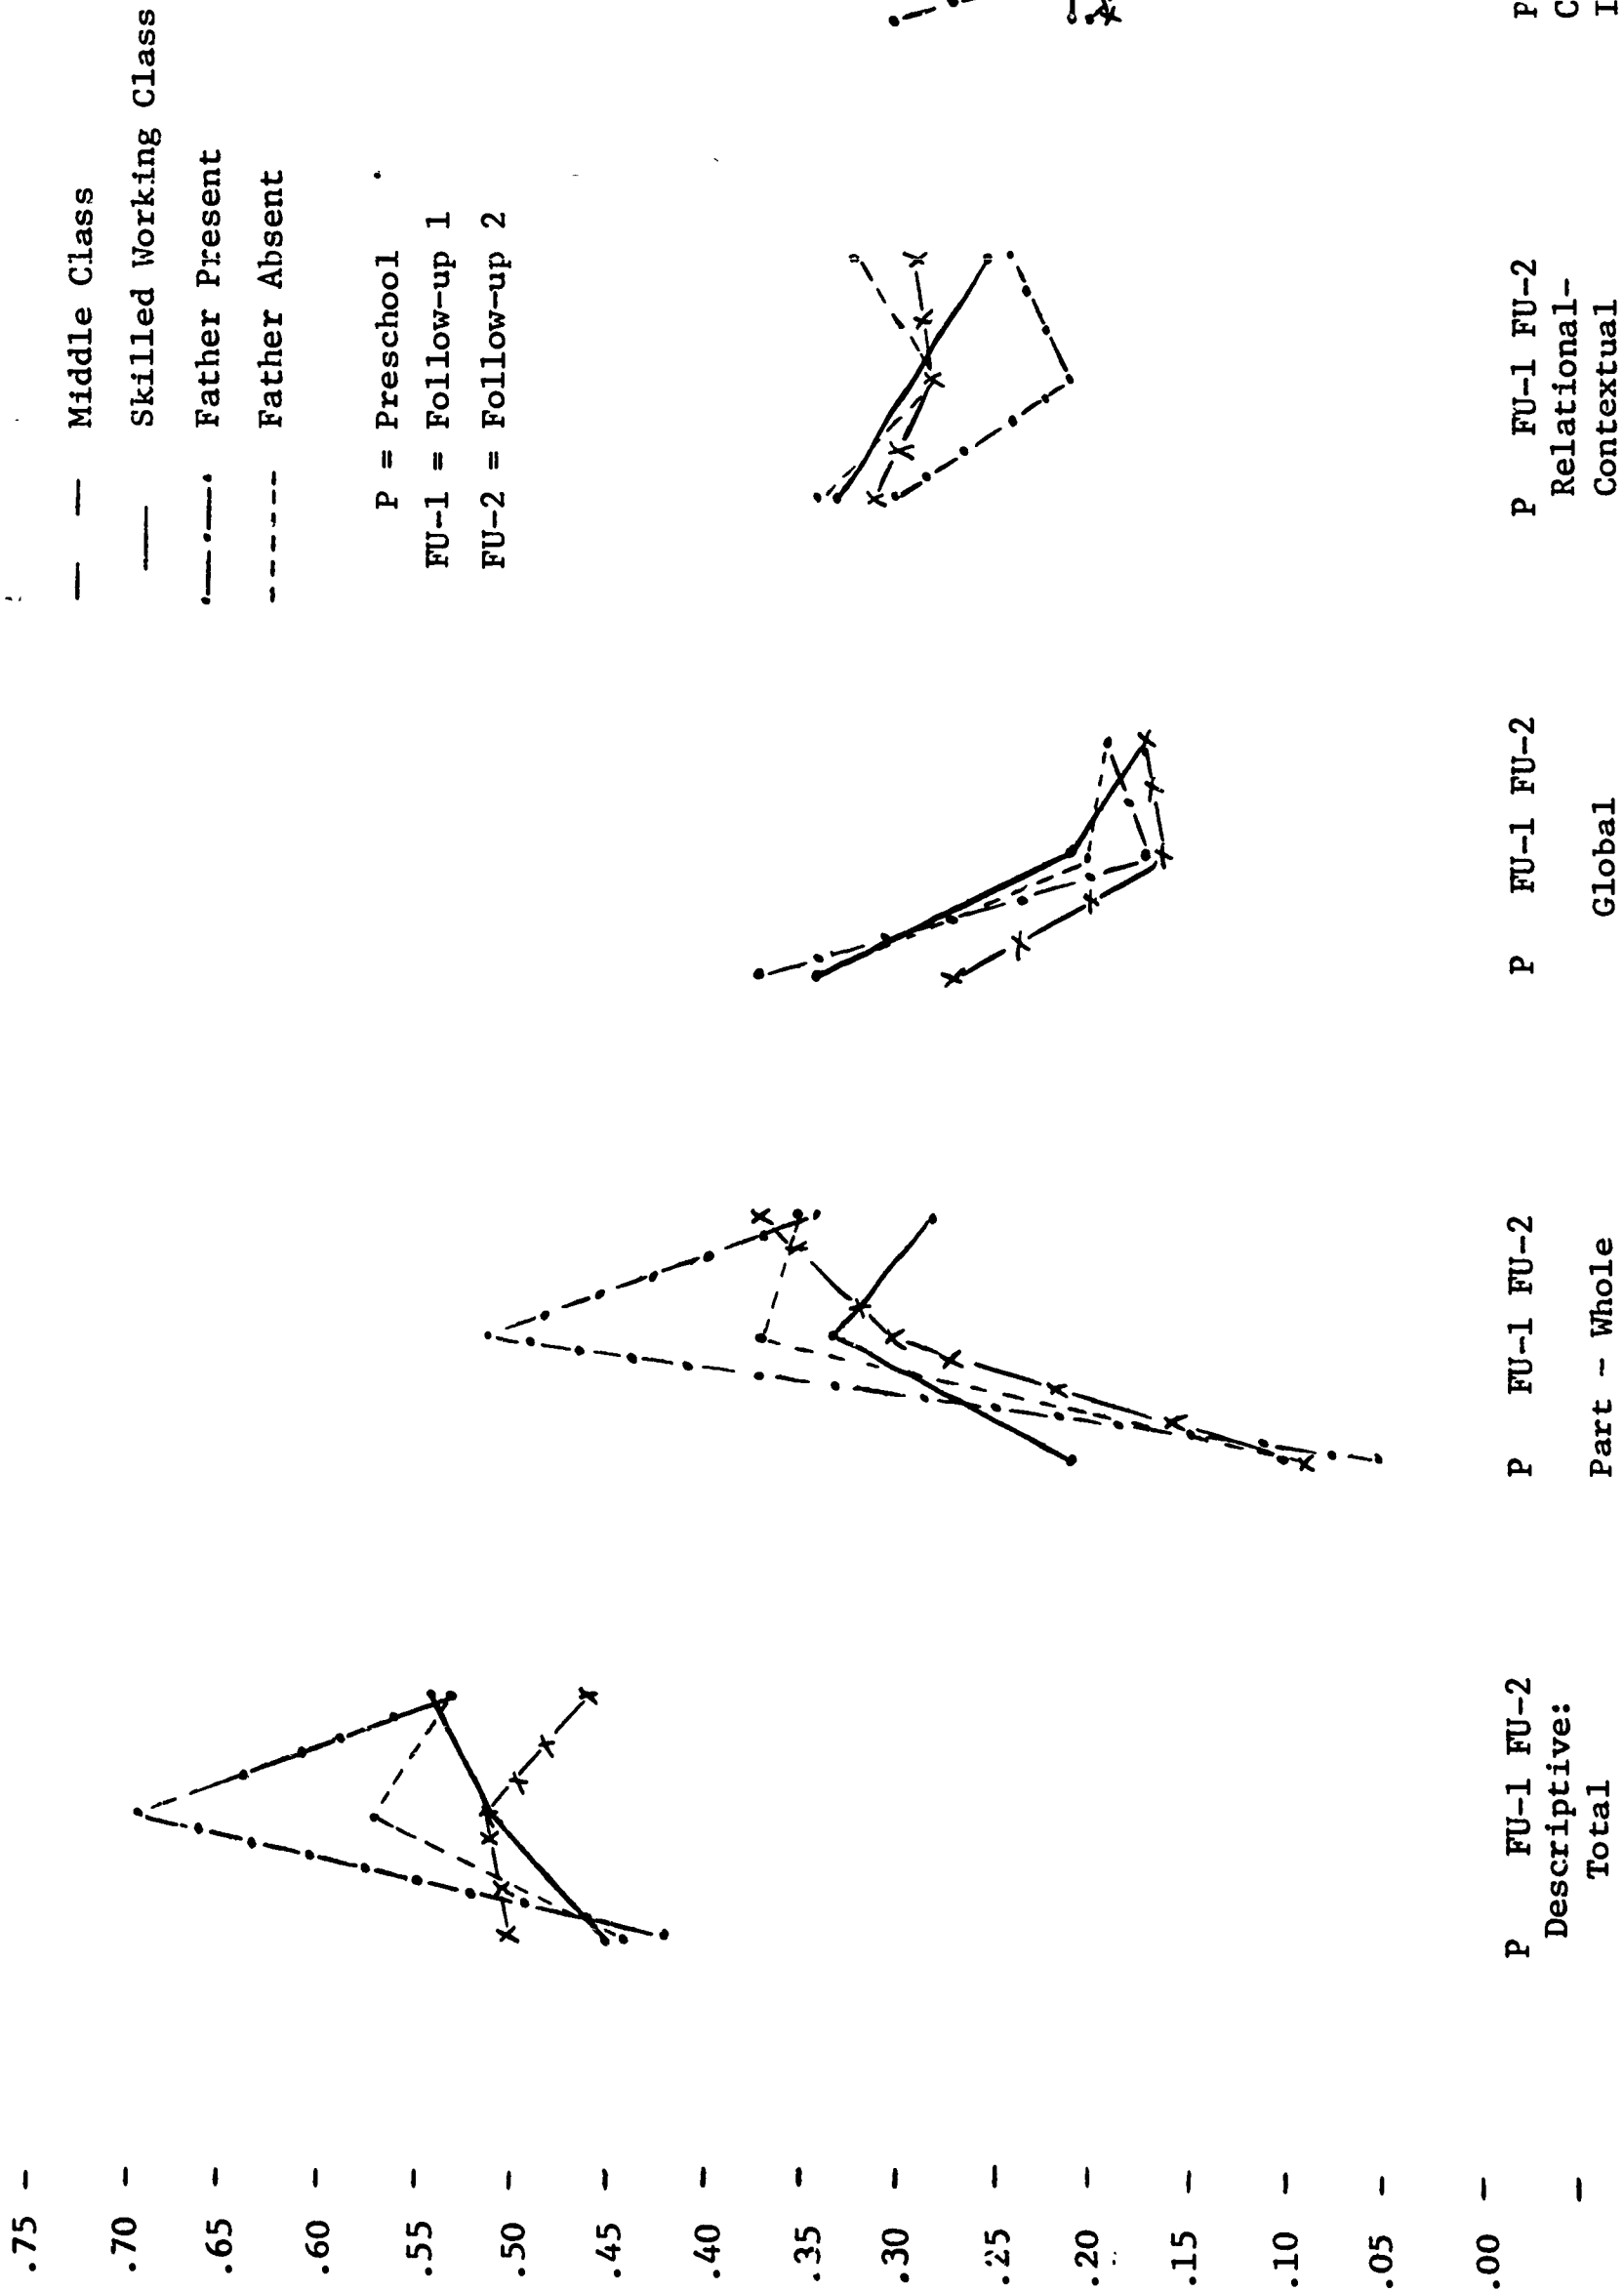 Middle Class
Skilled Working Class
Father Present
Father Absent
P = Preschool
FU-1 = Follow-up 1
FU-2 = Follow-up 2
.75
.70
.65
.60
.55
.50
.45
.40
.35
.30
.25
.20
.15
.10
.05
.00
P FU-1 FU-2
Descriptive:
Total
P FU-1 FU-2
Part - Whole
P FU-1 FU-2
Global
P FU-1 FU-2
Relational-
Contextual
P
C
I